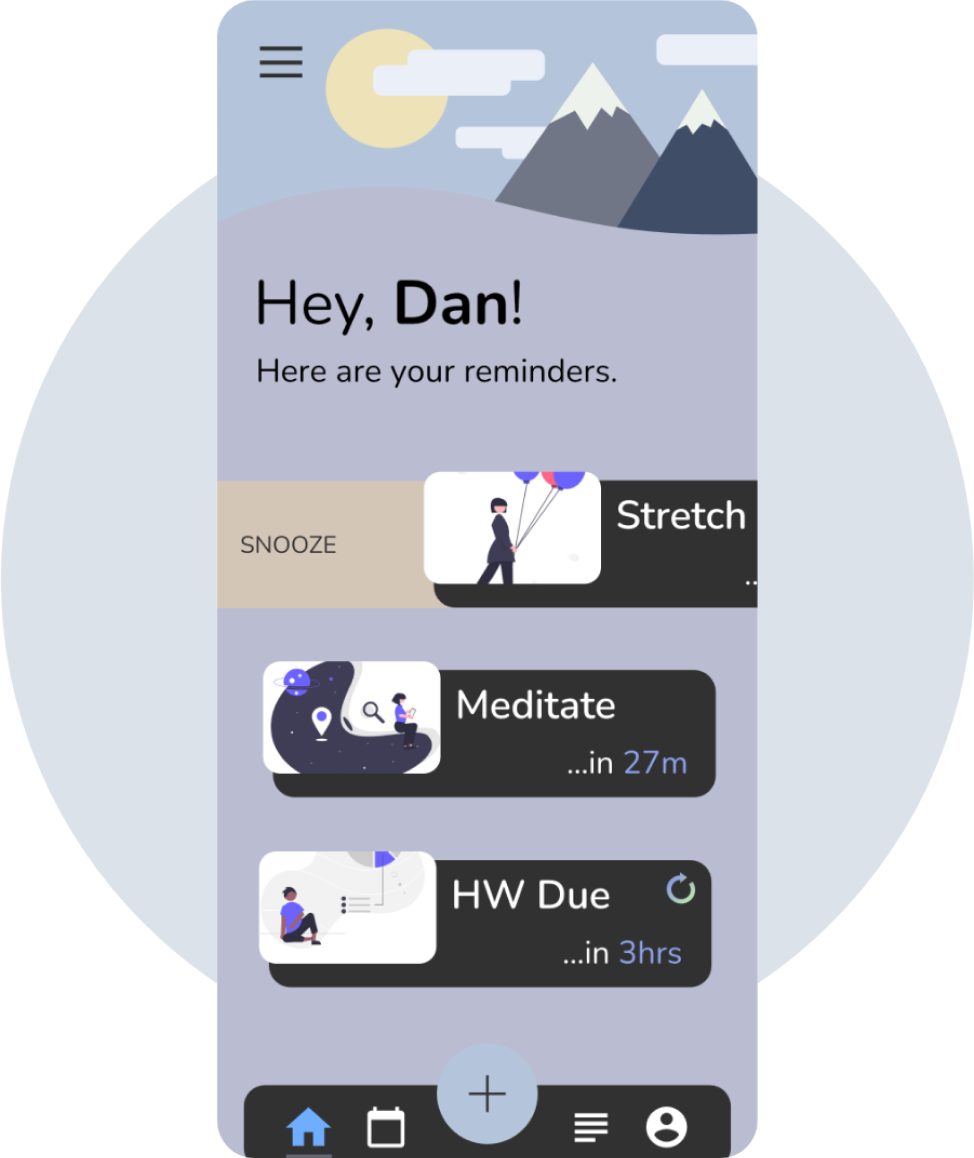 Hey, Dan!
Here are your reminders.
SNOOZE
Stretch
..
Meditate
...in 27m
HW Due
...in 3hrs